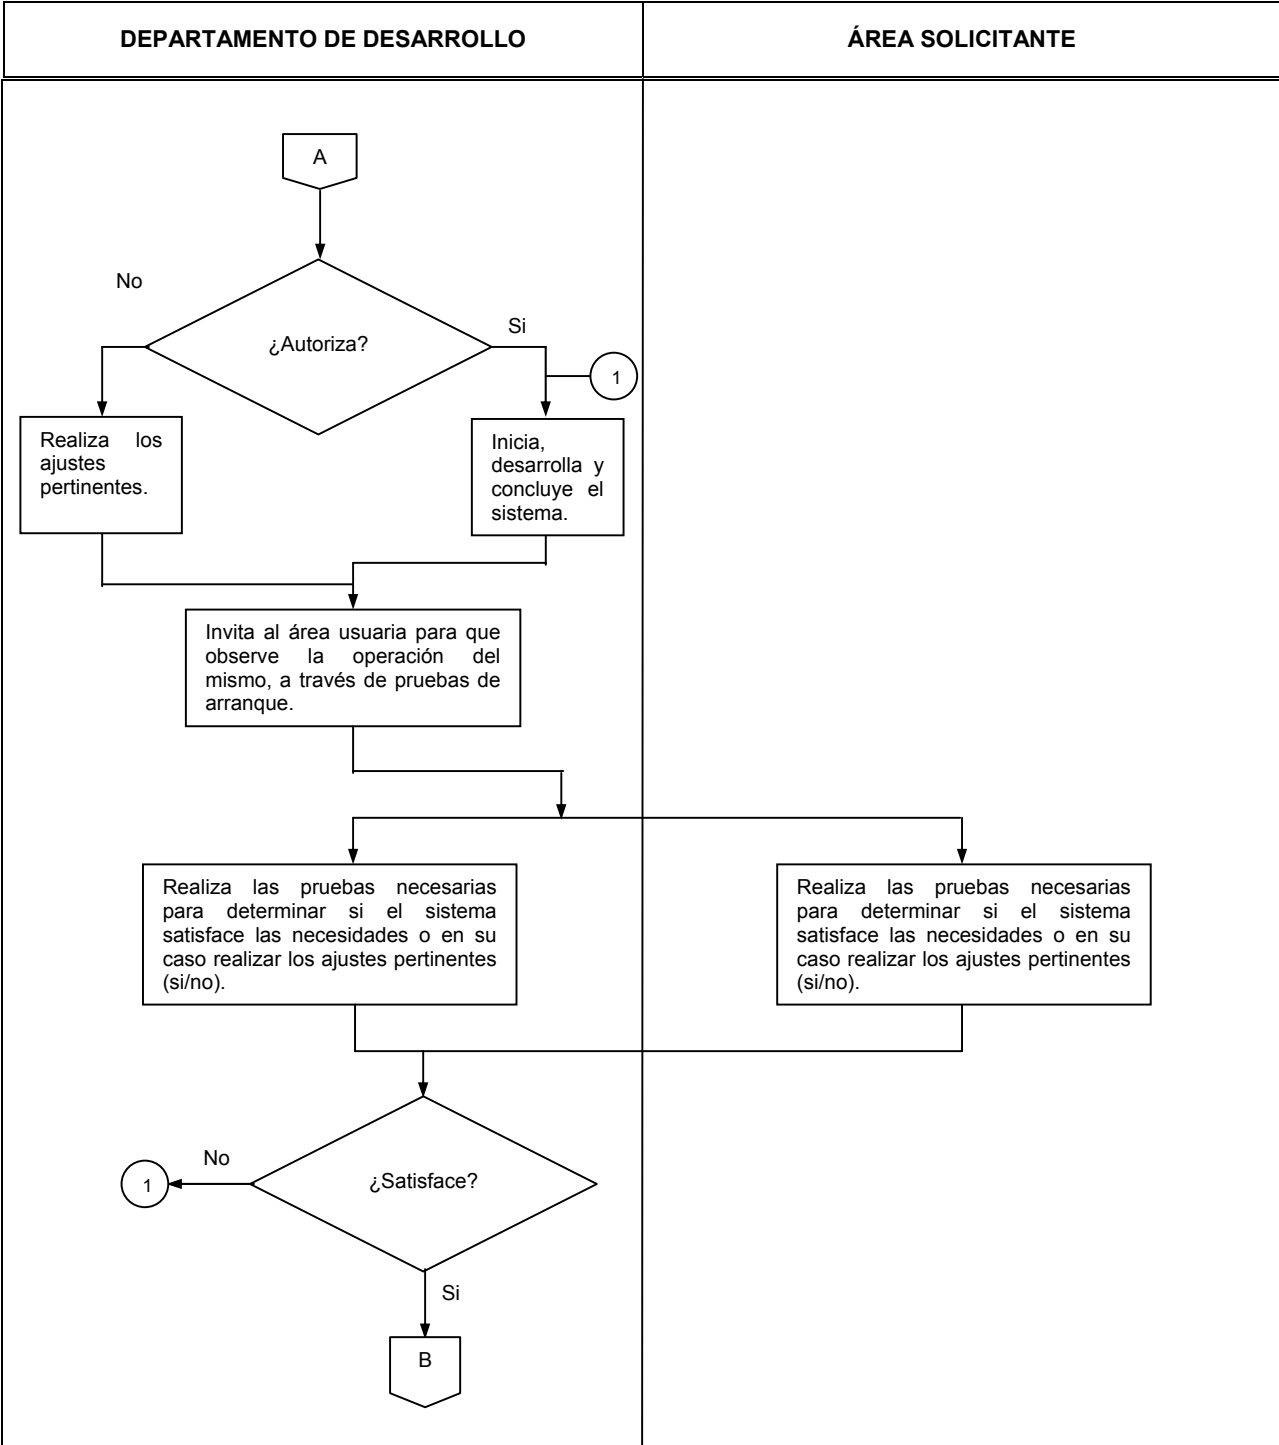 DEPARTAMENTO DE DESARROLLO
ÁREA SOLICITANTE
A
No
¿Autoriza?
Si
1
Realiza los
ajustes
pertinentes.
Inicia,
desarrolla y
concluye el
sistema.
Invita al área usuaria para que
observe la operación del
mismo, a través de pruebas de
arranque.
Realiza las pruebas necesarias
para determinar si el sistema
satisface las necesidades o en su
caso realizar los ajustes pertinentes
(si/no).
Realiza las pruebas necesarias
para determinar si el sistema
satisface las necesidades o en su
caso realizar los ajustes pertinentes
(si/no).
No
1
¿Satisface?
Si
B